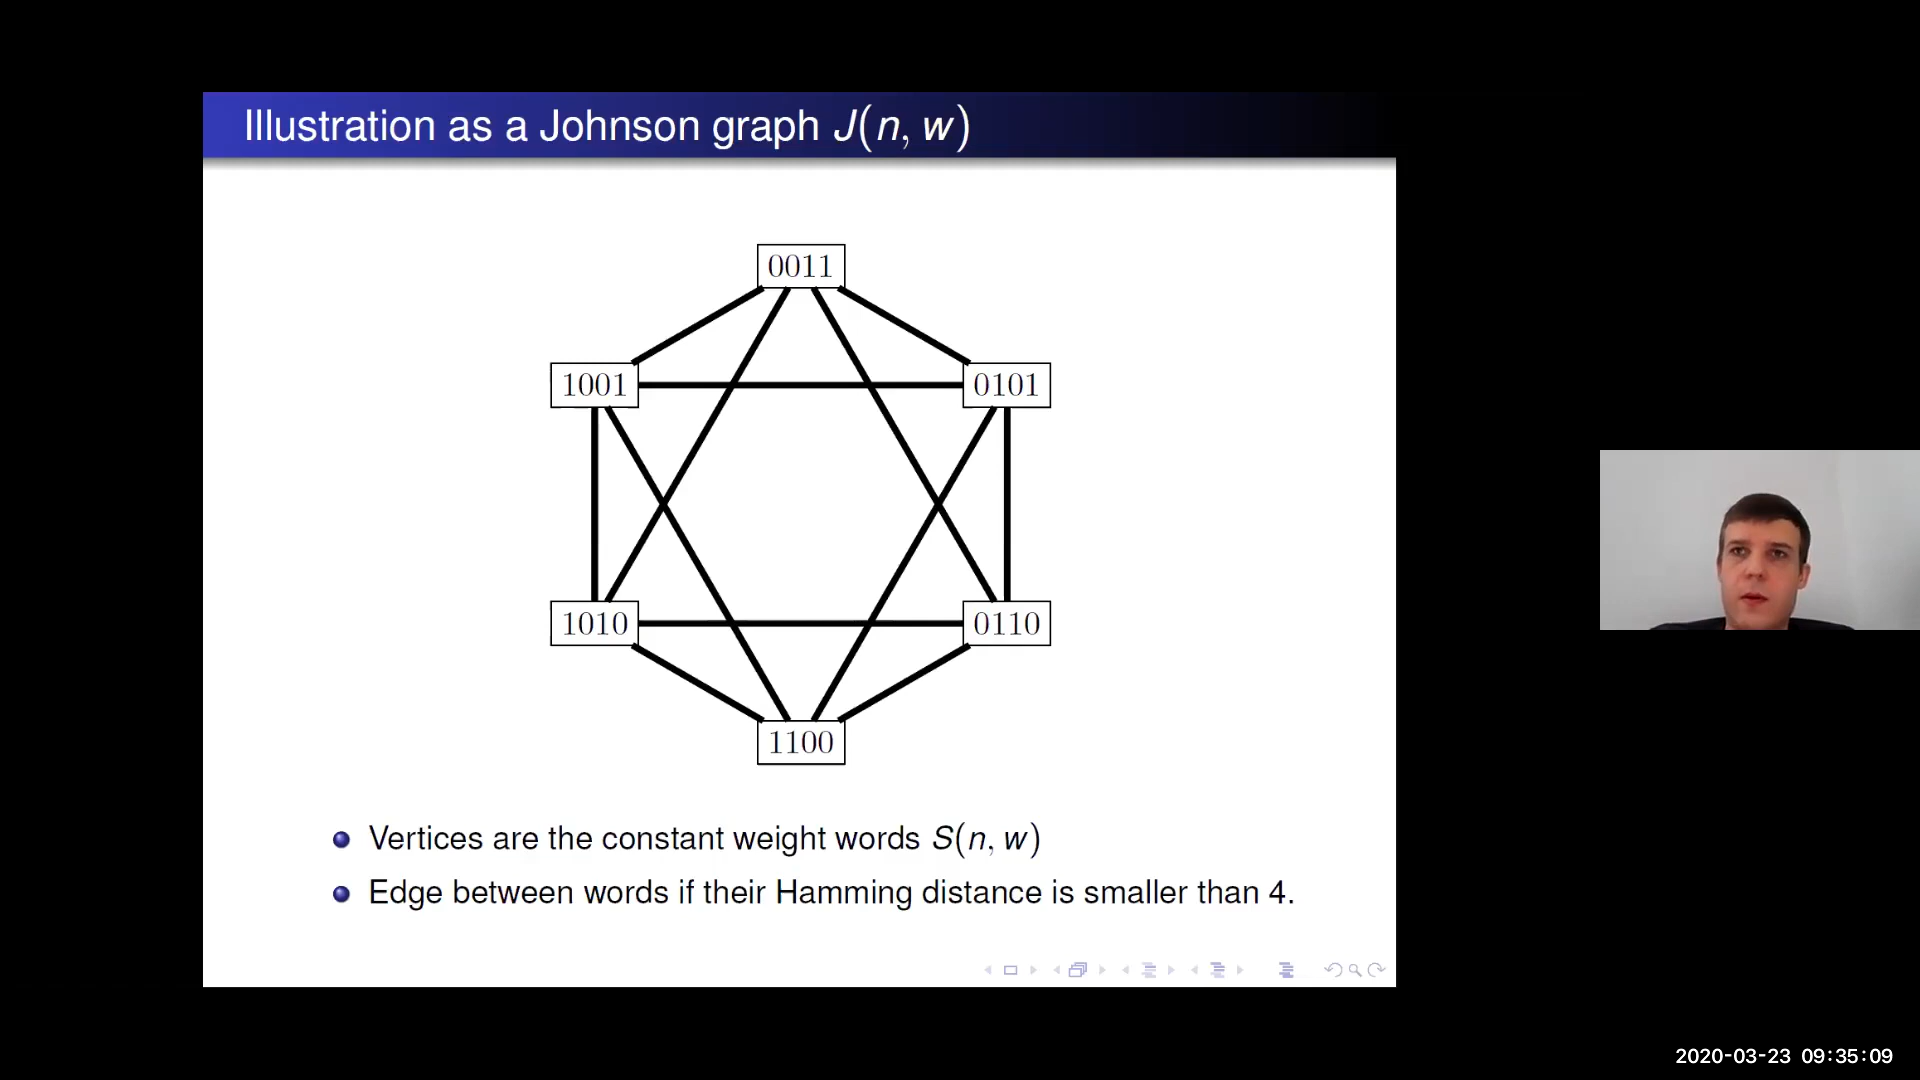 Illustration as a Johnson graph J(n, w)
0011
1001
0101
1010
0110
1100
Vertices are the constant weight words S(n, w)
Edge between words if their Hamming distance is smaller than 4.
2020-03-23 09:35:09